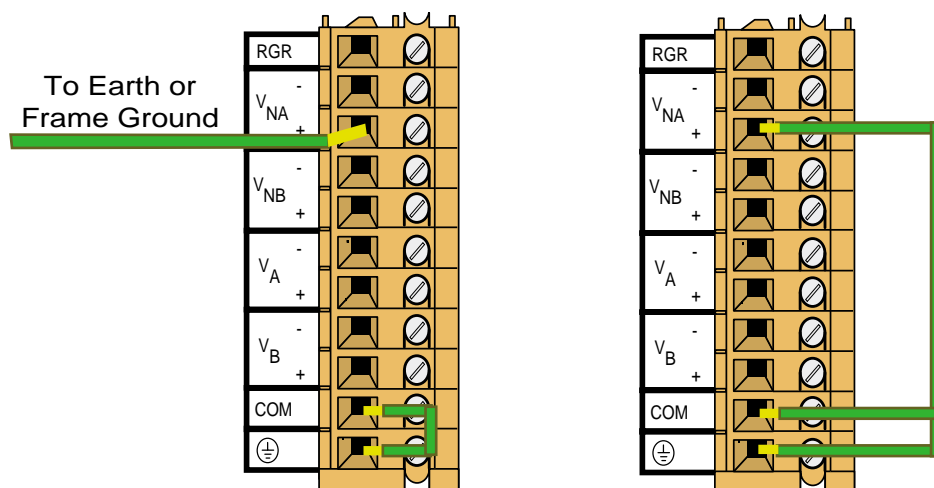 To Earth or
Frame Ground
RGR
-
VNA
+
-
VNB
+
-
VA
+
-
VB
+
COM
RGR
-
VNA
+
-
VNB
+
-
VA
+
-
VB
+
COM